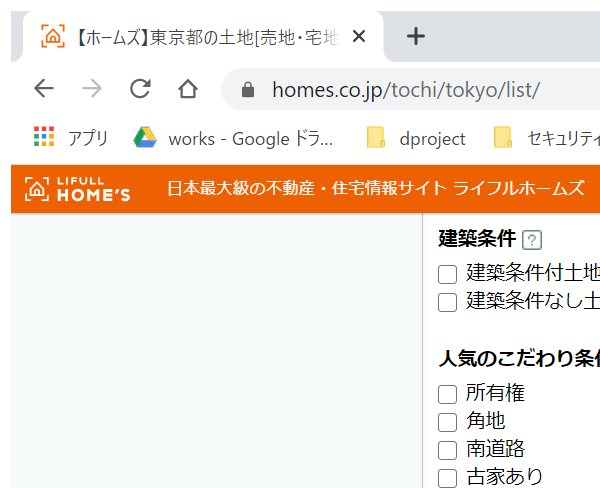 【ホームズ】東京都の土地[売地・宅地
homes.co.jp/tochi/tokyo/list/
アプリ works - Google ドラ... dproject セキュリティ
LIFULL HOME'S 日本最大級の不動産・住宅情報サイト ライフルホームズ
建築条件 ?
建築条件付土地
建築条件なし土
人気のこだわり条件
所有権
角地
南道路
古家あり